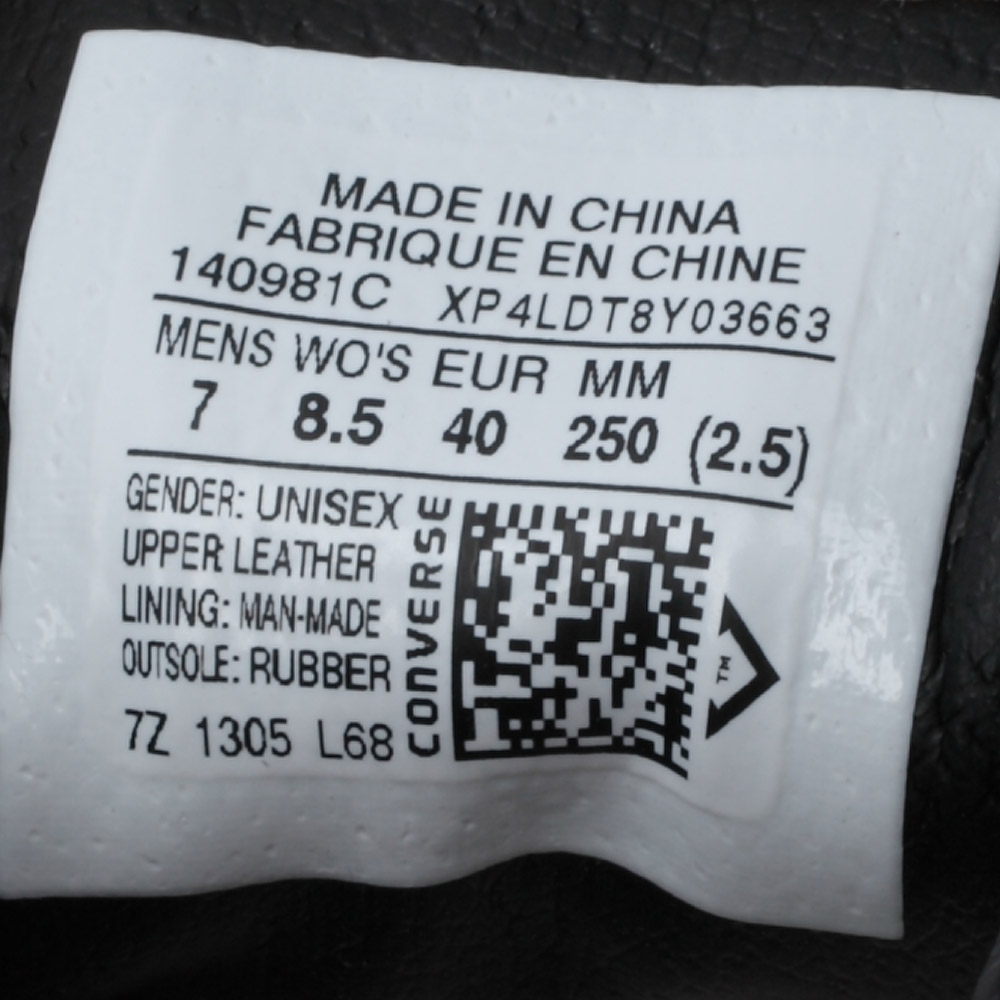 MADE IN CHINA
FABRIQUE EN CHINE
140981C XP4LDT8Y03663
MENS WO'S EUR MM
7 8.5 40 250 (2.5)
GENDER: UNISEX
UPPER: LEATHER
LINING: MAN-MADE
OUTSOLE: RUBBER
7Z 1305 L68
CONVERSE
TM